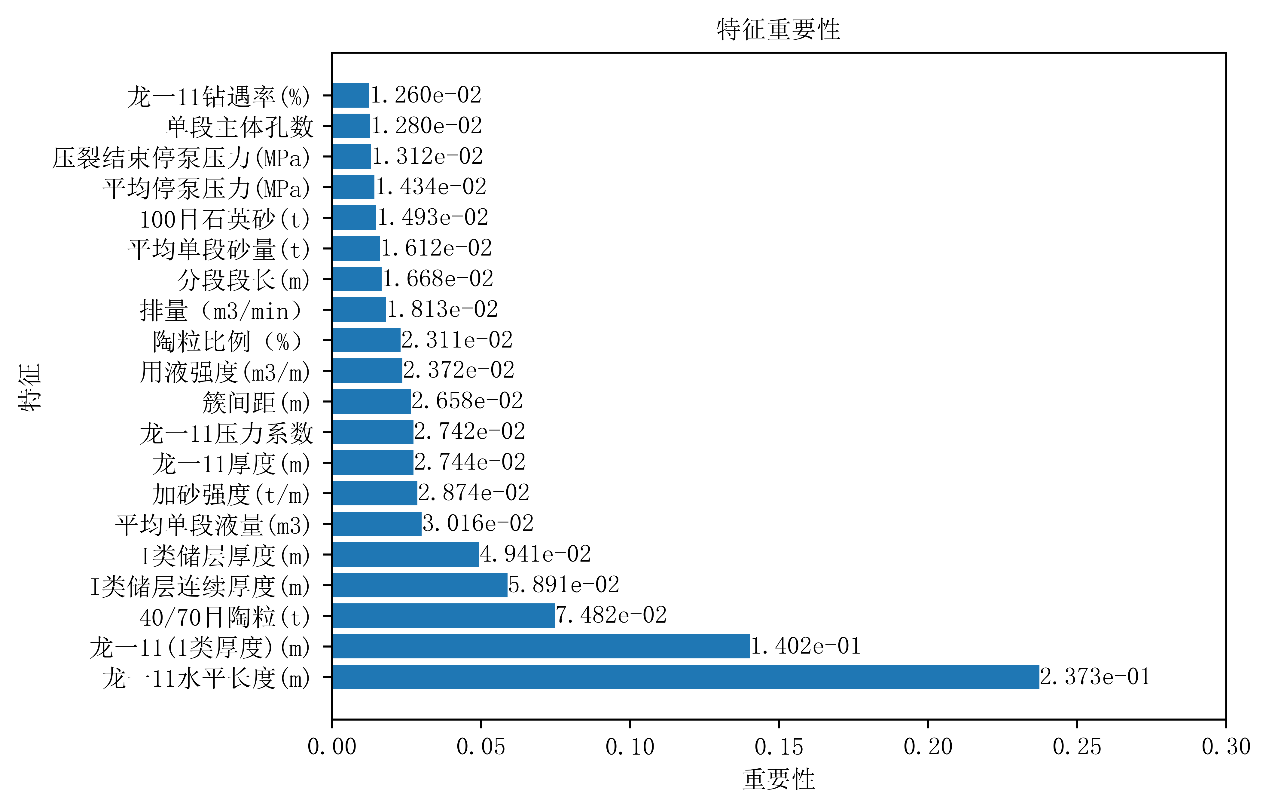 特征重要性
龙一11钻遇率(%) 1.260e-02
单段主体孔数 1.280e-02
压裂结束停泵压力(MPa) 1.312e-02
平均停泵压力(MPa) 1.434e-02
100目石英砂(t) 1.493e-02
平均单段砂量(t) 1.612e-02
分段段长(m) 1.668e-02
排量（m3/min） 1.813e-02
陶粒比例（%） 2.311e-02
用液强度(m3/m) 2.372e-02
簇间距(m) 2.658e-02
龙一11压力系数 2.742e-02
龙一11厚度(m) 2.744e-02
加砂强度(t/m) 2.874e-02
平均单段液量(m3) 3.016e-02
I类储层厚度(m) 4.941e-02
I类储层连续厚度(m) 5.891e-02
40/70目陶粒(t) 7.482e-02
龙一11(1类厚度)(m) 1.402e-01
龙一11水平长度(m) 2.373e-01
特征
0.00 0.05 0.10 0.15 0.20 0.25 0.30
重要性